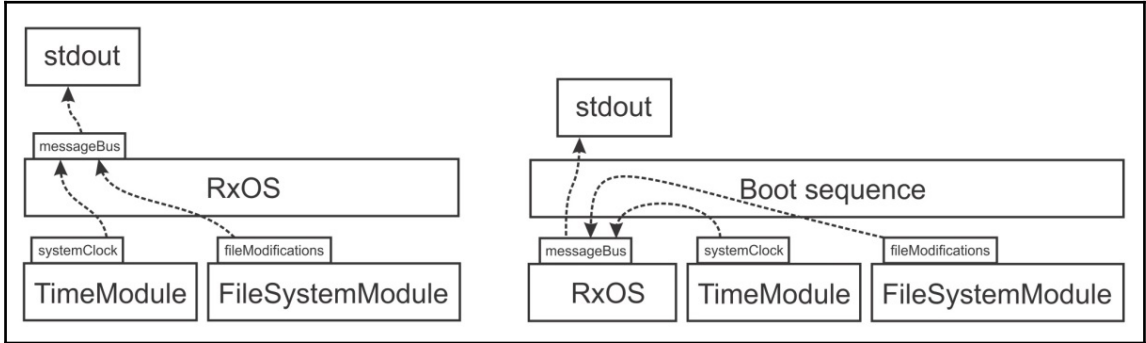 stdout
messageBus
RxOS
systemClock
fileModifications
TimeModule
FileSystemModule
stdout
Boot sequence
messageBus
systemClock
fileModifications
RxOS
TimeModule
FileSystemModule